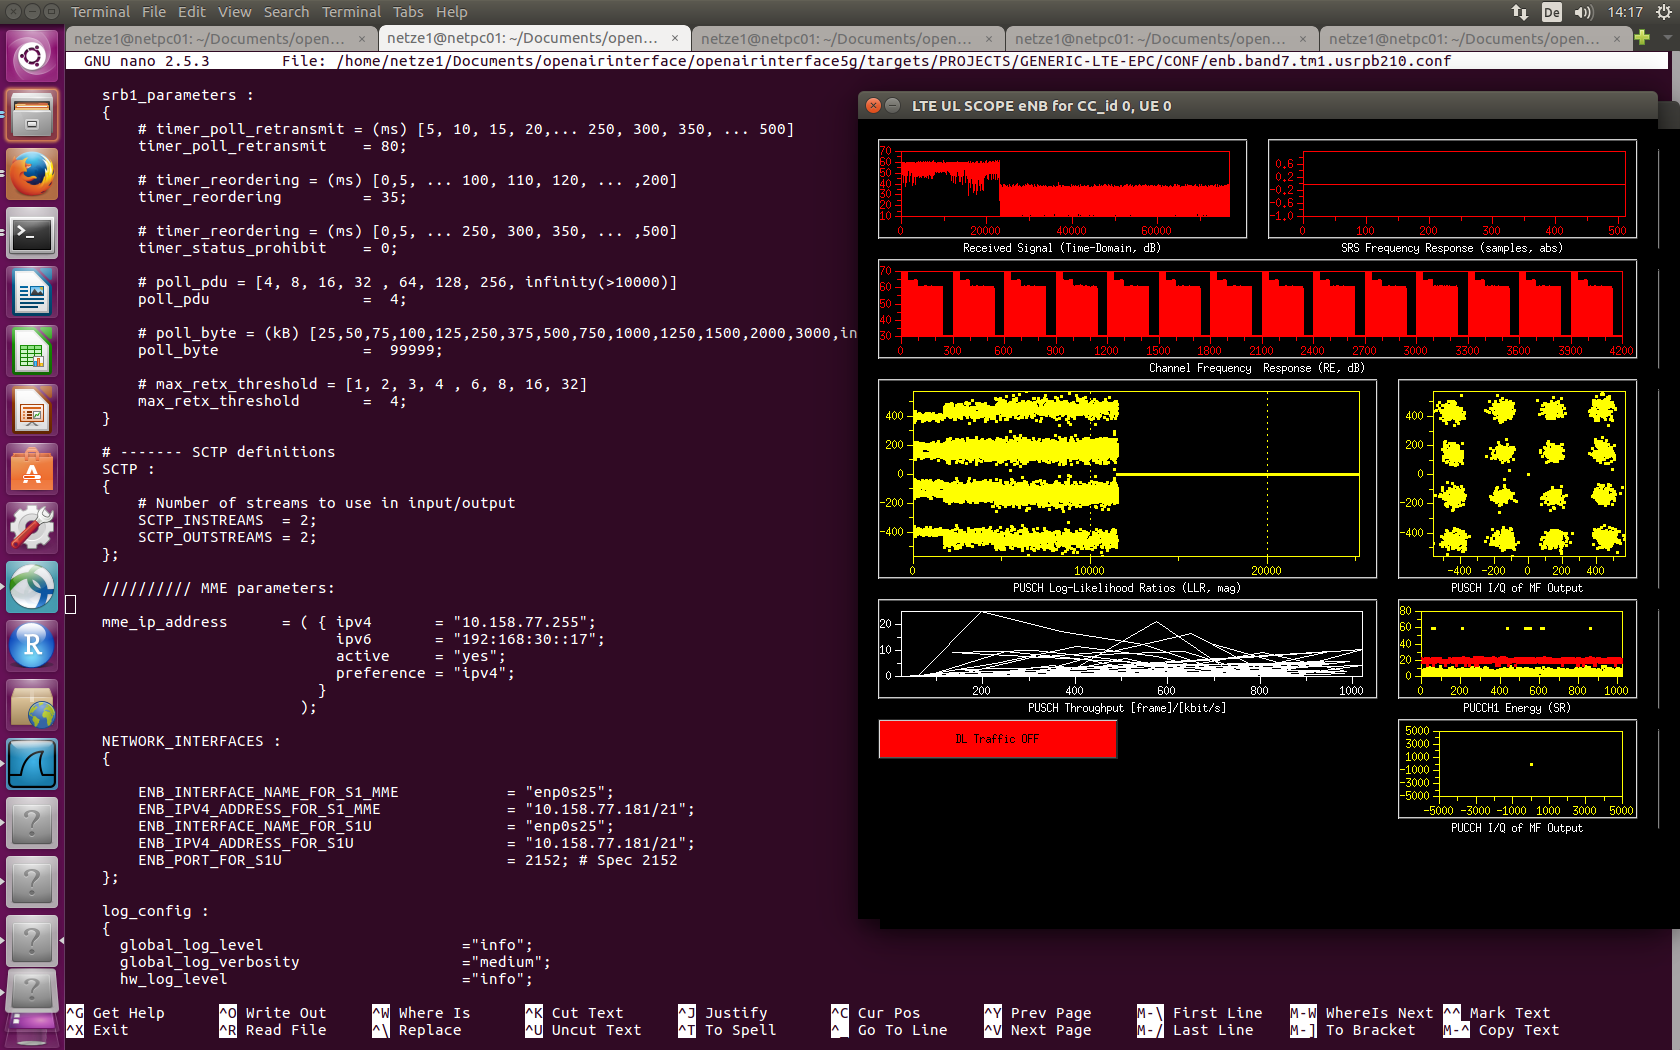 Terminal File Edit View Search Terminal Tabs Help
De 14:17
netze1@netpc01: ~/Documents/open... ×
netze1@netpc01: ~/Documents/open... ×
netze1@netpc01: ~/Documents/open... ×
netze1@netpc01: ~/Documents/open... ×
netze1@netpc01: ~/Documents/open... ×
GNU nano 2.5.3 File: /home/netze1/Documents/openairinterface/openairinterface5g/targets/PROJECTS/GENERIC-LTE-EPC/CONF/enb.band7.tm1.usrpb210.conf
srb1_parameters :
{
# timer_poll_retransmit = (ms) [5, 10, 15, 20,... 250, 300, 350, ... 500]
timer_poll_retransmit = 80;
# timer_reordering = (ms) [0,5, ... 100, 110, 120, ... ,200]
timer_reordering = 35;
# timer_reordering = (ms) [0,5, ... 250, 300, 350, ... ,500]
timer_status_prohibit = 0;
# poll_pdu = [4, 8, 16, 32 , 64, 128, 256, infinity(>10000)]
poll_pdu = 4;
# poll_byte = (kB) [25,50,75,100,125,250,375,500,750,1000,1250,1500,2000,3000,in
poll_byte = 99999;
# max_retx_threshold = [1, 2, 3, 4 , 6, 8, 16, 32]
max_retx_threshold = 4;
}
# ------- SCTP definitions
SCTP :
{
# Number of streams to use in input/output
SCTP_INSTREAMS = 2;
SCTP_OUTSTREAMS = 2;
};
////////// MME parameters:
mme_ip_address = ( { ipv4 = "10.158.77.255";
ipv6 = "192:168:30::17";
active = "yes";
preference = "ipv4";
}
);
NETWORK_INTERFACES :
{
ENB_INTERFACE_NAME_FOR_S1_MME = "enp0s25";
ENB_IPV4_ADDRESS_FOR_S1_MME = "10.158.77.181/21";
ENB_INTERFACE_NAME_FOR_S1U = "enp0s25";
ENB_IPV4_ADDRESS_FOR_S1U = "10.158.77.181/21";
ENB_PORT_FOR_S1U = 2152; # Spec 2152
};
log_config :
{
global_log_level ="info";
global_log_verbosity ="medium";
hw_log_level ="info";
^G Get Help ^O Write Out ^W Where Is ^K Cut Text ^J Justify ^C Cur Pos ^Y Prev Page M-\ First Line M-W WhereIs Next ^^ Mark Text
^X Exit ^R Read File ^\ Replace ^U Uncut Text ^T To Spell ^_ Go To Line ^V Next Page M-/ Last Line M-] To Bracket M-^ Copy Text
LTE UL SCOPE eNB for CC_id 0, UE 0
70
60
50
40
30
20
10
0 20000 40000 60000
Received Signal (Time-Domain, dB)
0.6
0.2
-0.2
-0.6
-1.0
0 100 200 300 400 500
SRS Frequency Response (samples, abs)
70
60
50
40
30
0 300 600 900 1200 1500 1800 2100 2400 2700 3000 3300 3600 3900 4200
Channel Frequency Response (RE, dB)
400
200
0
-200
-400
0 10000 20000
PUSCH Log-Likelihood Ratios (LLR, mag)
400
200
0
-200
-400
-400 -200 0 200 400
PUSCH I/Q of MF Output
20
10
0
200 400 600 800 1000
PUSCH Throughput [frame]/[kbit/s]
80
60
40
20
0
0 200 400 600 800 1000
PUCCH1 Energy (SR)
DL Traffic OFF
5000
3000
1000
-1000
-3000
-5000
-5000 -3000 -1000 1000 3000 5000
PUCCH I/Q of MF Output